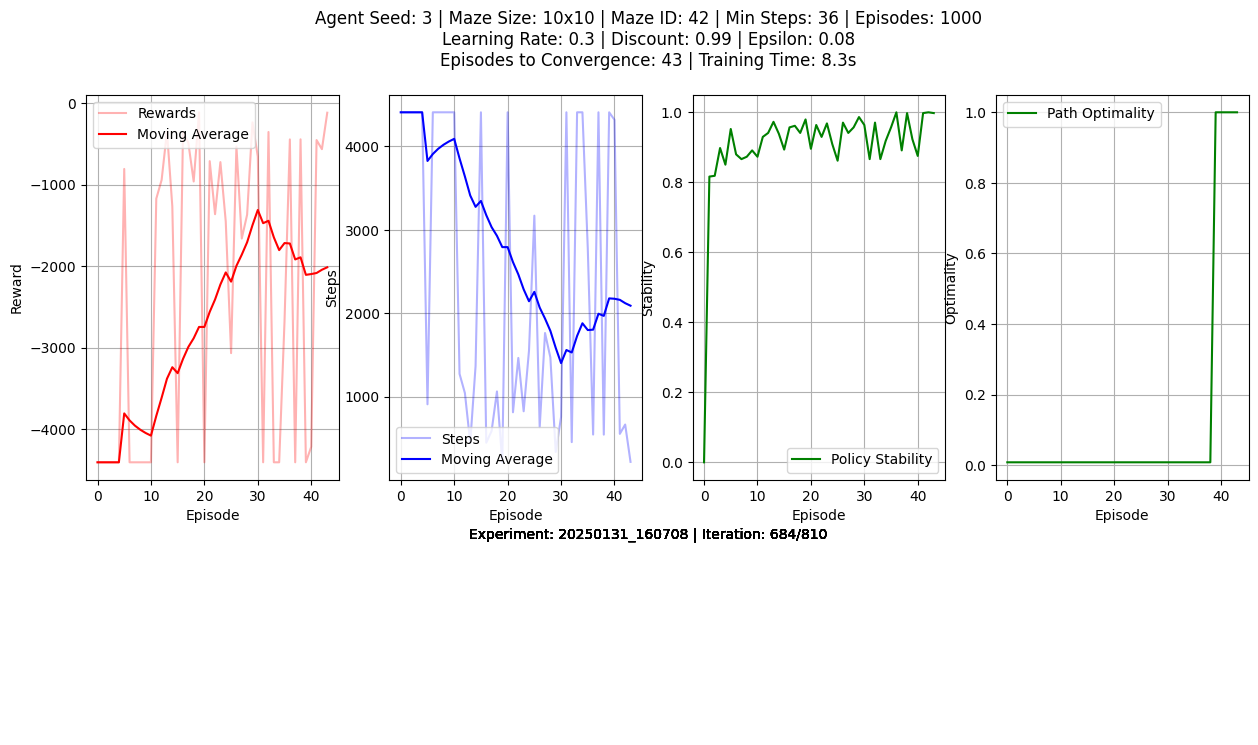 Agent Seed: 3 | Maze Size: 10x10 | Maze ID: 42 | Min Steps: 36 | Episodes: 1000
Learning Rate: 0.3 | Discount: 0.99 | Epsilon: 0.08
Episodes to Convergence: 43 | Training Time: 8.3s
Rewards
Moving Average
0
−1000
−2000
−3000
−4000
Reward
0
10
20
30
40
Episode
4000
3000
2000
1000
Steps
Steps
Moving Average
0
10
20
30
40
Episode
1.0
0.8
0.6
0.4
0.2
0.0
Stability
Policy Stability
0
10
20
30
40
Episode
Path Optimality
1.0
0.8
0.6
0.4
0.2
0.0
Optimality
0
10
20
30
40
Episode
Experiment: 20250131_160708 | Iteration: 684/810